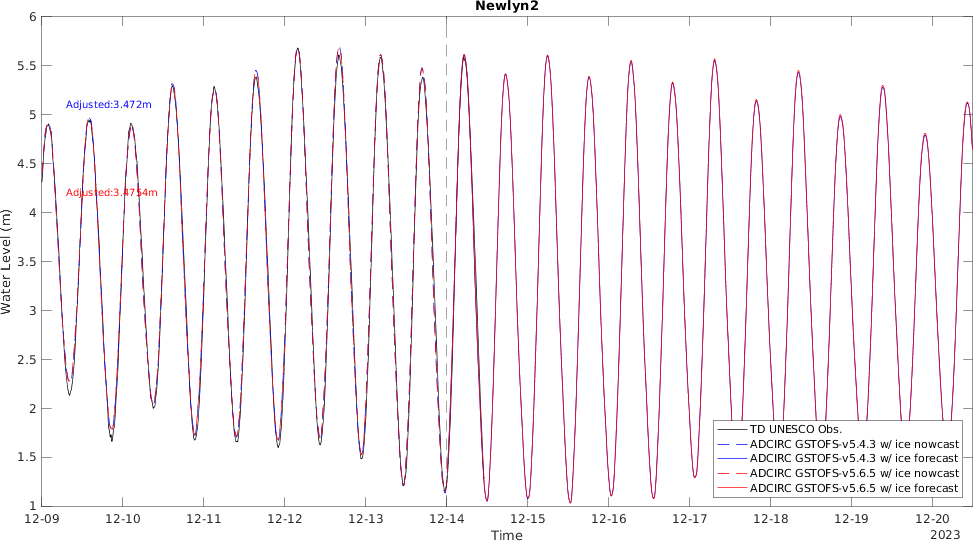 Newlyn2
6
5.5
5
4.5
4
3.5
3
2.5
2
1.5
1
Water Level (m)
Adjusted:3.472m
Adjusted:3.4754m
TD UNESCO Obs.
ADCIRC GSTOFS-v5.4.3 w/ ice nowcast
ADCIRC GSTOFS-v5.4.3 w/ ice forecast
ADCIRC GSTOFS-v5.6.5 w/ ice nowcast
ADCIRC GSTOFS-v5.6.5 w/ ice forecast
12-09 12-10 12-11 12-12 12-13 12-14 12-15 12-16 12-17 12-18 12-19 12-20
2023
Time